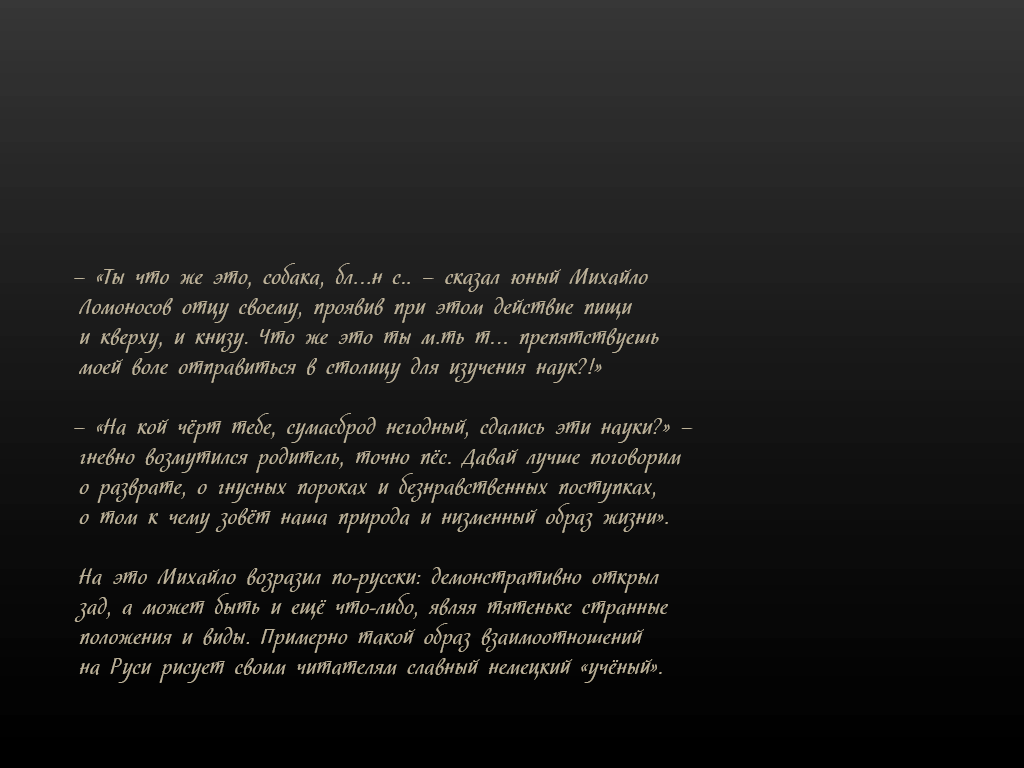 – «Ты что же это, собака, бл...н с.. – сказал юный Михайло
Ломоносов отцу своему, проявив при этом действие пищи
и кверху, и книзу. Что же это ты м.ть т... препятствуешь
моей воле отправиться в столицу для изучения наук?!»
– «На кой чёрт тебе, сумасброд негодный, сдались эти науки?» –
гневно возмутился родитель, точно пёс. Давай лучше поговорим
о разврате, о гнусных пороках и безнравственных поступках,
о том к чему зовёт наша природа и низменный образ жизни».
На это Михайло возразил по-русски: демонстративно открыл
зад, а может быть и ещё что-либо, являя тятеньке странные
положения и виды. Примерно такой образ взаимоотношений
на Руси рисует своим читателям славный немецкий «учёный».